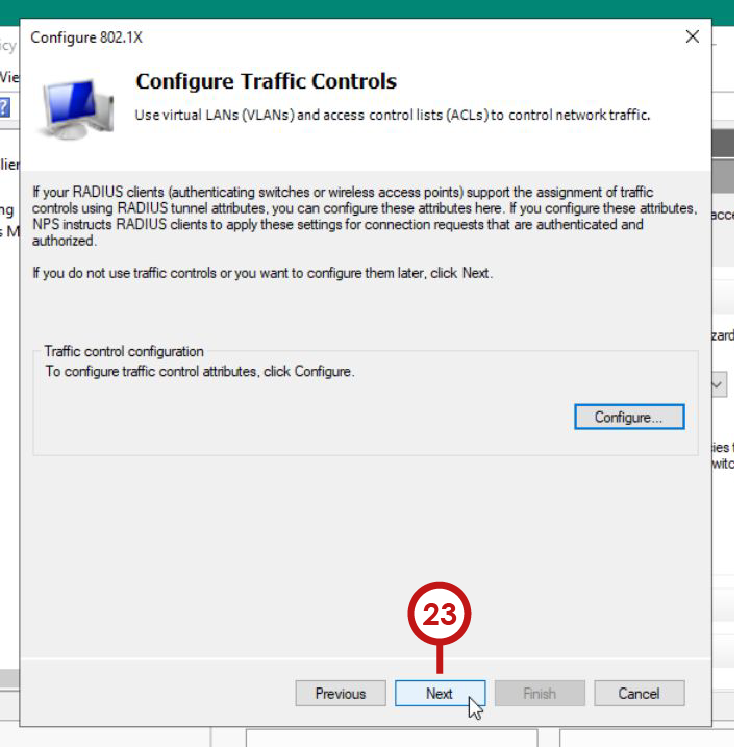 Configure 802.1X
icy
Configure Traffic Controls
Vie
Use virtual LANs (VLANs) and access control lists (ACLs) to control network traffic.
?
lier
If your RADIUS clients (authenticating switches or wireless access points) support the assignment of traffic
ng
controls using RADIUS tunnel attributes, you can configure these attributes here. If you configure these attributes,
acce
s M
NPS instructs RADIUS clients to apply these settings for connection requests that are authenticated and
authorized.
If you do not use traffic controls or you want to configure them later, click Next.
zard
Traffic control configuration
To configure traffic control attributes, click Configure.
Configure...
ies t
witc
23
Previous Next Finish Cancel